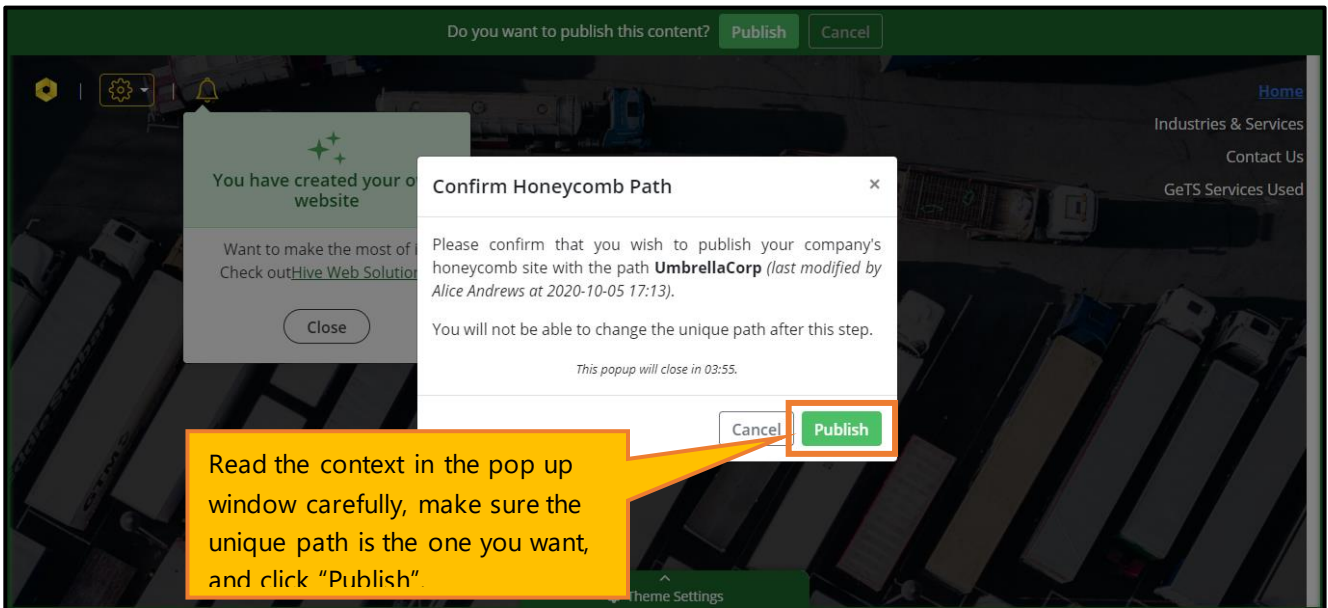 Do you want to publish this content? Publish Cancel
Home
Industries & Services
Contact Us
GeTS Services Used
You have created your o
website
Want to make the most of
Check outHive Web Solution
Close
Confirm Honeycomb Path ×
Please confirm that you wish to publish your company's
honeycomb site with the path UmbrellaCorp (last modified by
Alice Andrews at 2020-10-05 17:13).
You will not be able to change the unique path after this step.
This popup will close in 03:55.
Cancel Publish
Read the context in the pop up
window carefully, make sure the
unique path is the one you want,
and click “Publish”.
Theme Settings